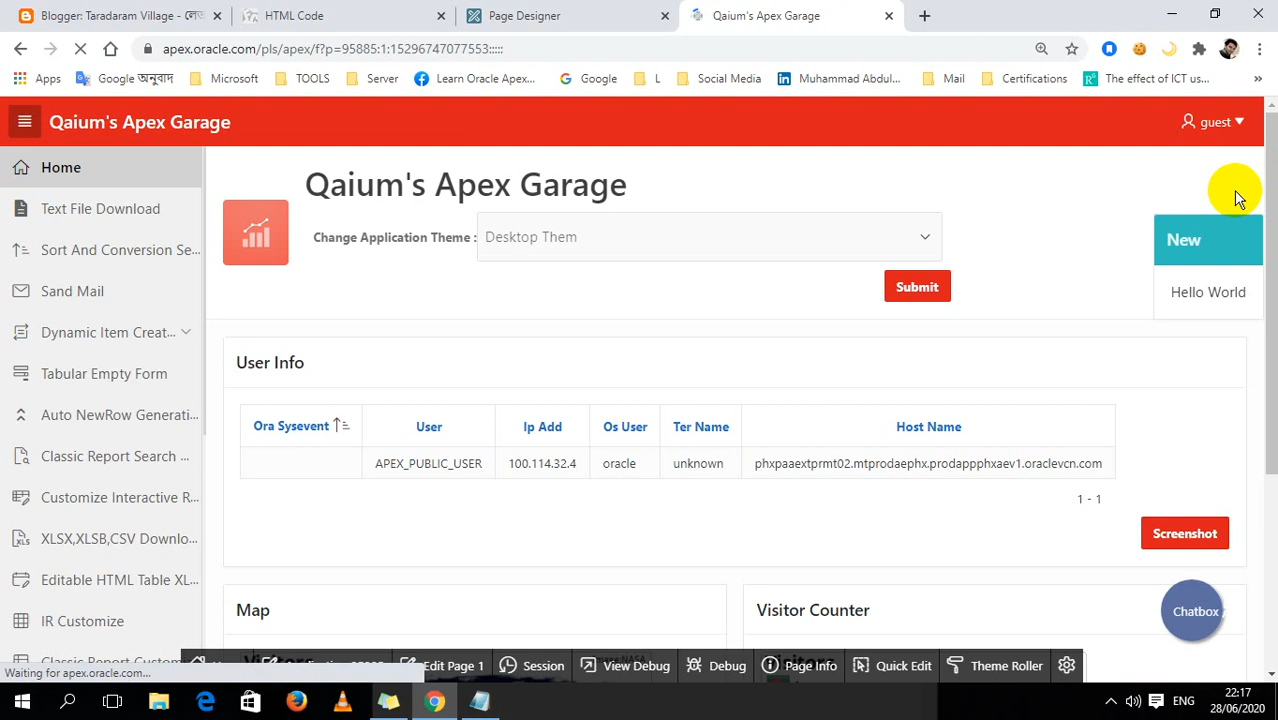 Blogger: Taradaram Village - লেখ
HTML Code
Page Designer
Qaium's Apex Garage
apex.oracle.com/pls/apex/f?p=95885:1:15296747077553:::::
Apps
Google অনুবাদ
Microsoft
TOOLS
Server
Learn Oracle Apex...
Google
L
Social Media
Muhammad Abdul...
Mail
Certifications
The effect of ICT us...
Qaium's Apex Garage
guest
Home
Text File Download
Sort And Conversion Se...
Sand Mail
Dynamic Item Creat...
Tabular Empty Form
Auto NewRow Generati...
Classic Report Search ...
Customize Interactive R...
XLSX,XLSB,CSV Downlo...
Editable HTML Table XL...
IR Customize
Qaium's Apex Garage
Change Application Theme :
Desktop Them
Submit
New
Hello World
User Info
Ora Sysevent User Ip Add Os User Ter Name Host Name
APEX_PUBLIC_USER 100.114.32.4 oracle unknown phxpaaextprmt02.mtprodaephx.prodappphxaev1.oraclevcn.com
1 - 1
Screenshot
Map
Visitor Counter
Chatbox
Edit Page 1
Session
View Debug
Debug
Page Info
Quick Edit
Theme Roller
Waiting for apex.oracle.com...
ENG
22:17
28/06/2020